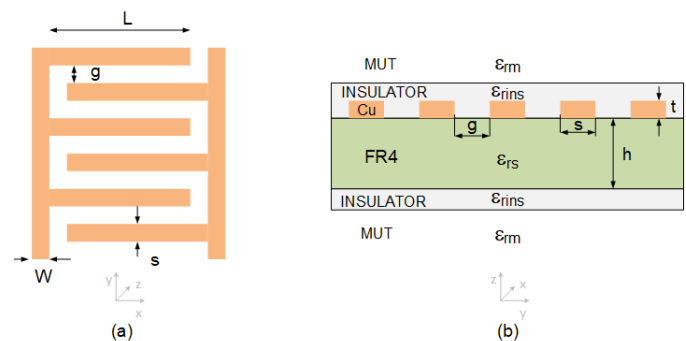 L
g
s
W
y
z
x
(a)
MUT εrm
INSULATOR εrins
Cu
t
g
s
FR4
εrs
h
INSULATOR εrins
MUT εrm
z
x
y
(b)